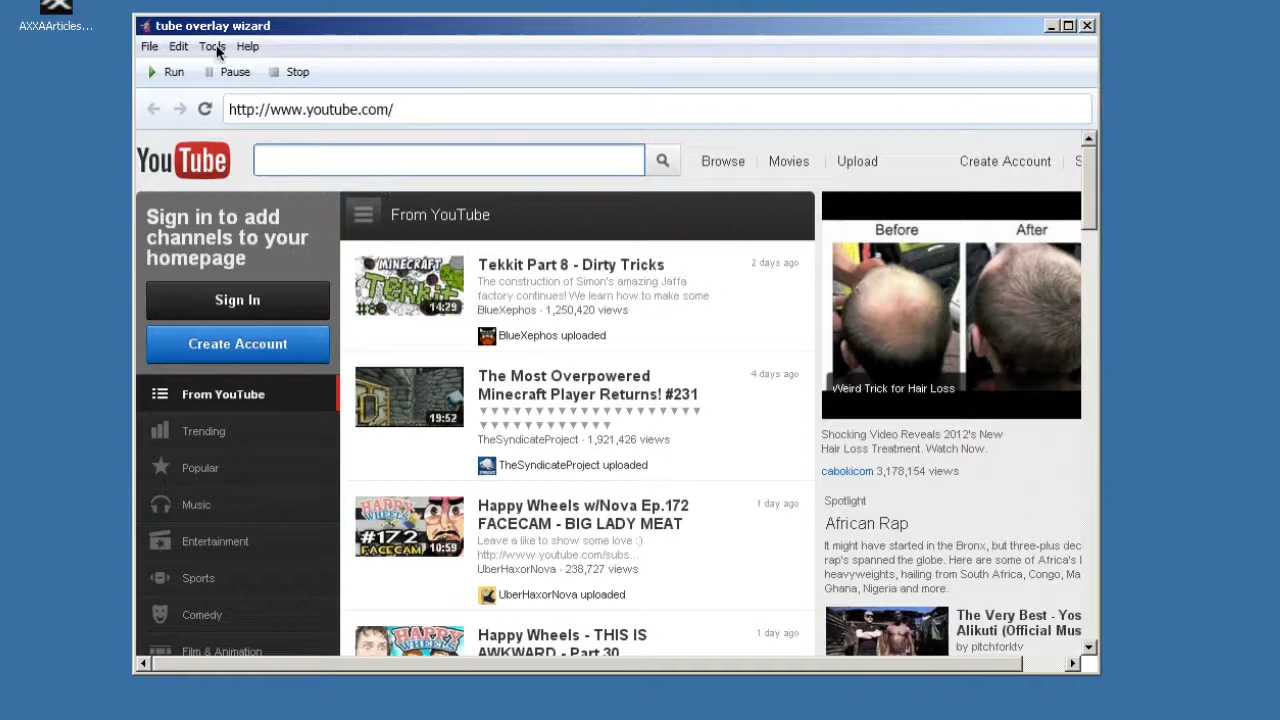 AXXAArticles...
tube overlay wizard
File Edit Tools Help
Run Pause Stop
http://www.youtube.com/
YouTube
Browse Movies Upload Create Account S
Sign in to add
channels to your
homepage
Sign In
Create Account
From YouTube
Trending
Popular
Music
Entertainment
Sports
Comedy
Film & Animation
From YouTube
MINECRAFT
TEKKIT
#8
14:29
Tekkit Part 8 - Dirty Tricks
2 days ago
The construction of Simon's amazing Jaffa
factory continues! We learn how to make some
BlueXephos · 1,250,420 views
BlueXephos uploaded
19:52
The Most Overpowered
Minecraft Player Returns! #231
4 days ago
▼▼▼▼▼▼▼▼▼▼▼▼▼▼▼▼▼▼▼▼
▼▼▼▼▼▼▼▼▼▼▼▼
TheSyndicateProject · 1,921,426 views
TheSyndicateProject uploaded
HAPPY
WHEELS
#172
FACECAM
10:59
Happy Wheels w/Nova Ep.172
FACECAM - BIG LADY MEAT
1 day ago
Leave a like to show some love :)
http://www.youtube.com/subs...
UberHaxorNova · 238,727 views
UberHaxorNova uploaded
HAPPY
Happy Wheels - THIS IS
AWKWARD - Part 30
1 day ago
Before After
Weird Trick for Hair Loss
Shocking Video Reveals 2012's New
Hair Loss Treatment. Watch Now.
cabokicom 3,178,154 views
Spotlight
African Rap
It might have started in the Bronx, but three-plus dec
rap's spanned the globe. Here are some of Africa's l
heavyweights, hailing from South Africa, Congo, Ma
Ghana, Nigeria and more.
The Very Best - Yos
Alikuti (Official Mus
by pitchforktv